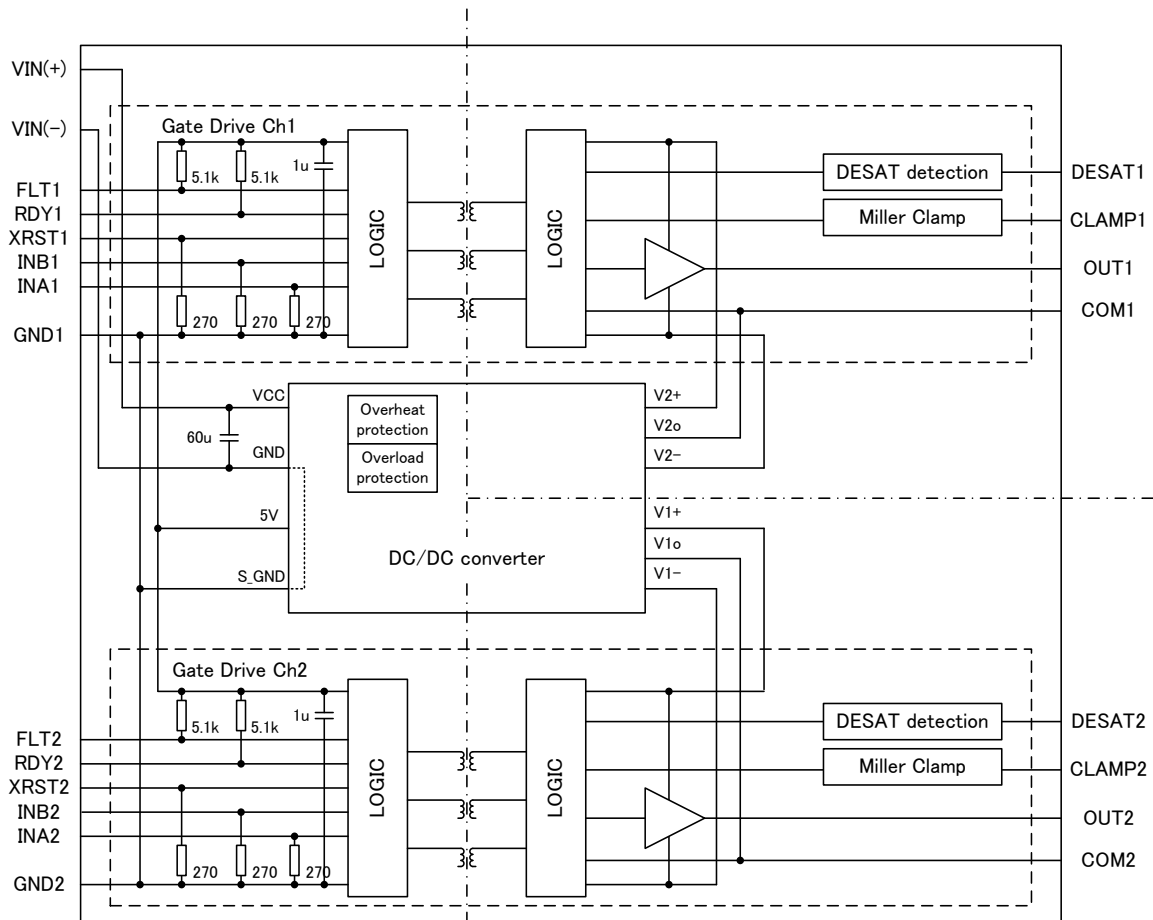 VIN(+)
VIN(-)
Gate Drive Ch1
5.1k
5.1k
1u
FLT1
RDY1
XRST1
INB1
INA1
GND1
270
270
270
LOGIC
LOGIC
DESAT detection
DESAT1
Miller Clamp
CLAMP1
OUT1
COM1
VCC
60u
GND
5V
S_GND
Overheat
protection
Overload
protection
DC/DC converter
V2+
V2o
V2-
V1+
V1o
V1-
Gate Drive Ch2
5.1k
5.1k
1u
FLT2
RDY2
XRST2
INB2
INA2
GND2
270
270
270
LOGIC
LOGIC
DESAT detection
DESAT2
Miller Clamp
CLAMP2
OUT2
COM2